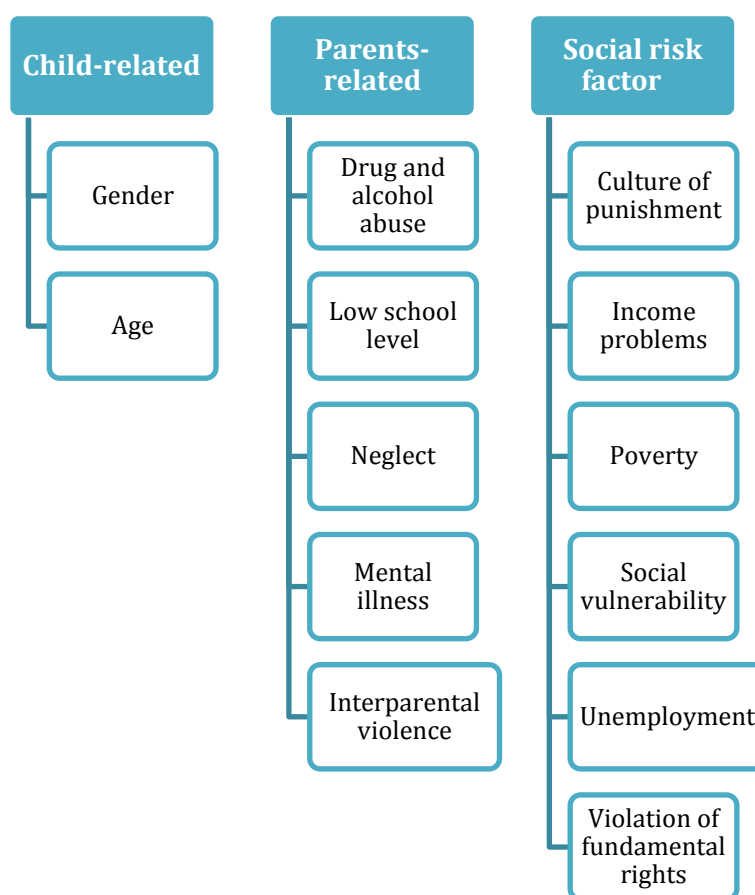 Child-related
Gender
Age
Parents-
related
Drug and
alcohol
abuse
Low school
level
Neglect
Mental
illness
Interparental
violence
Social risk
factor
Culture of
punishment
Income
problems
Poverty
Social
vulnerability
Unemployment
Violation of
fundamental
rights